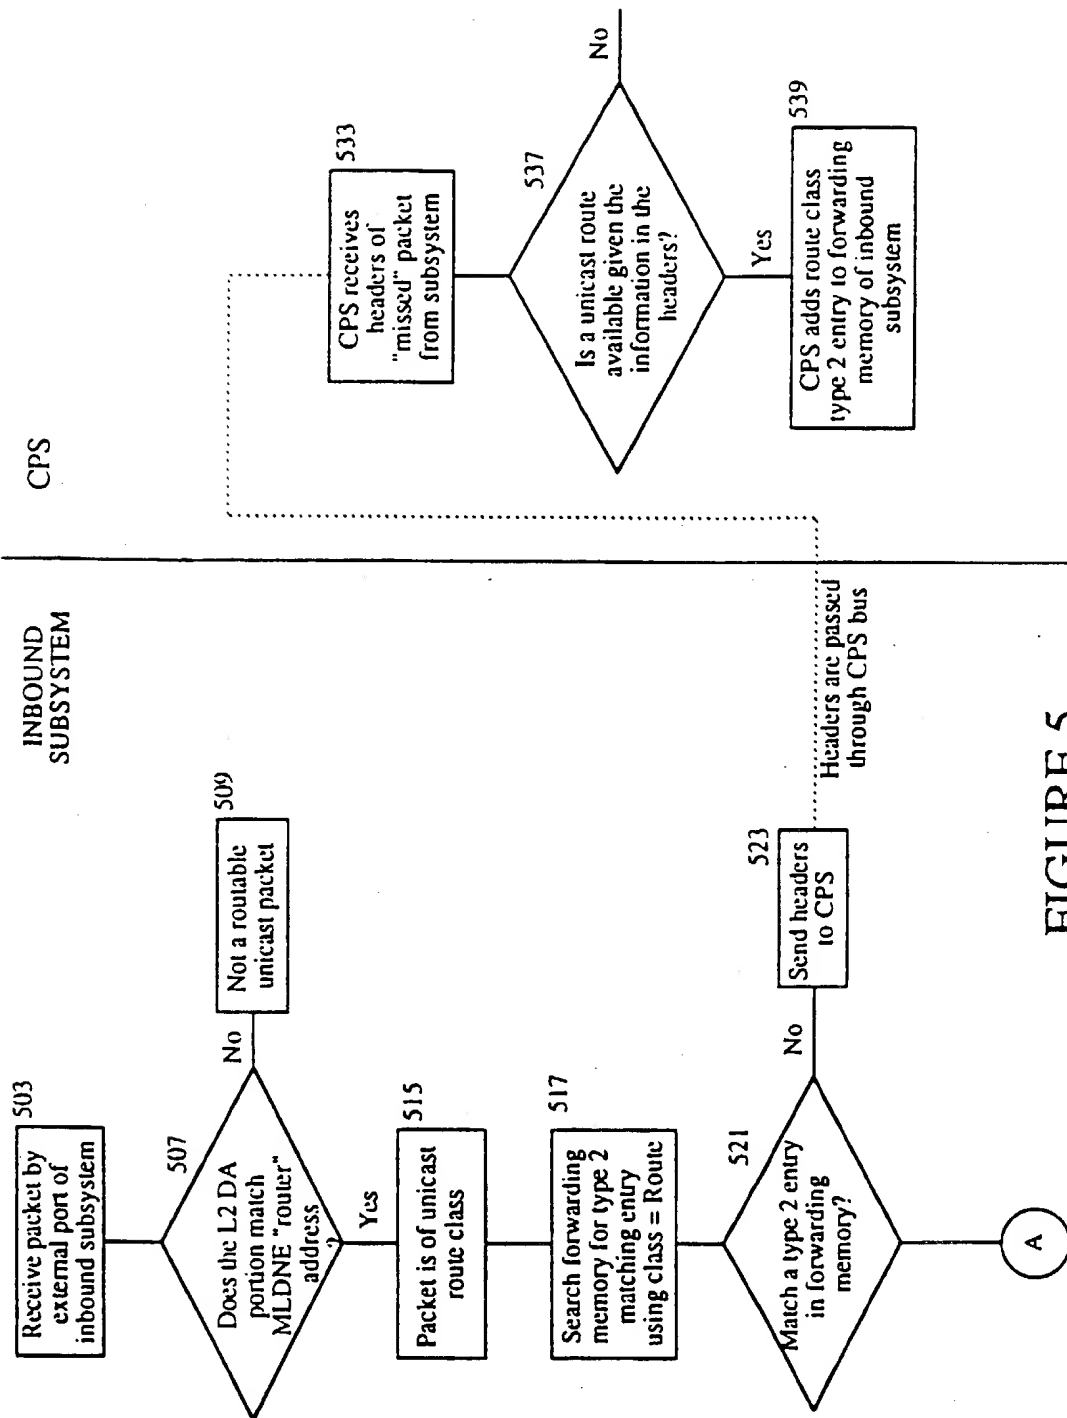 INBOUND
SUBSYSTEM
CPS
503
Receive packet by
external port of
inbound subsystem
507
Does the L2 DA
portion match
MLDNE "router"
address
?
No
509
Not a routable
unicast packet
Yes
515
Packet is of unicast
route class
517
Search forwarding
memory for type 2
matching entry
using class = Route
521
Match a type 2 entry
in forwarding
memory?
No
523
Send headers
to CPS
Headers are passed
through CPS bus
A
533
CPS receives
headers of
"missed" packet
from subsystem
537
Is a unicast route
available given the
information in the
headers?
No
Yes
539
CPS adds route class
type 2 entry to forwarding
memory of inbound
subsystem
FIGURE 5